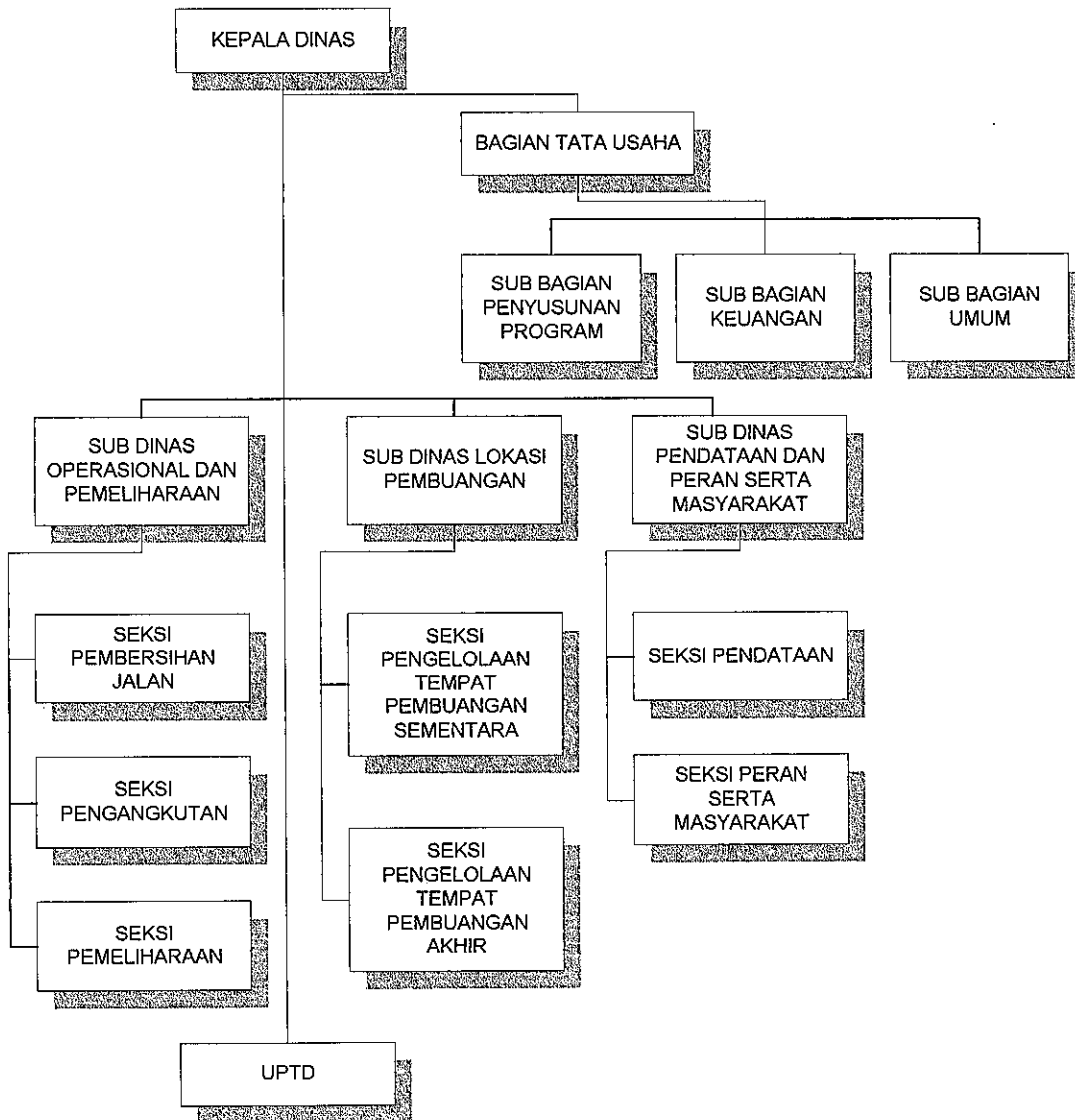 KEPALA DINAS
BAGIAN TATA USAHA
SUB BAGIAN
PENYUSUNAN
PROGRAM
SUB BAGIAN
KEUANGAN
SUB BAGIAN
UMUM
SUB DINAS
OPERASIONAL DAN
PEMELIHARAAN
SUB DINAS LOKASI
PEMBUANGAN
SUB DINAS
PENDATAAN DAN
PERAN SERTA
MASYARAKAT
SEKSI
PEMBERSIHAN
JALAN
SEKSI
PENGELOLAAN
TEMPAT
PEMBUANGAN
SEMENTARA
SEKSI PENDATAAN
SEKSI
PENGANGKUTAN
SEKSI PERAN
SERTA
MASYARAKAT
SEKSI
PENGELOLAAN
TEMPAT
PEMBUANGAN
AKHIR
SEKSI
PEMELIHARAAN
UPTD